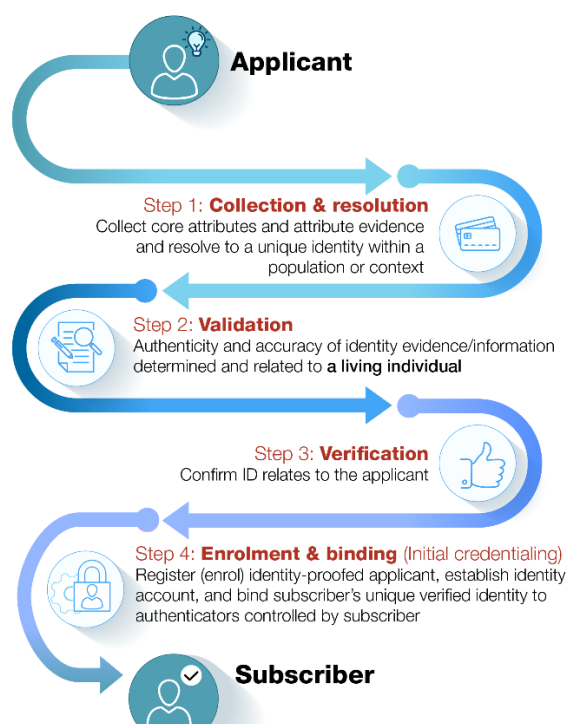 Applicant
Step 1: Collection & resolution
Collect core attributes and attribute evidence
and resolve to a unique identity within a
population or context
Step 2: Validation
Authenticity and accuracy of identity evidence/information
determined and related to a living individual
Step 3: Verification
Confirm ID relates to the applicant
Step 4: Enrolment & binding (Initial credentialing)
Register (enrol) identity-proofed applicant, establish identity
account, and bind subscriber's unique verified identity to
authenticators controlled by subscriber
Subscriber